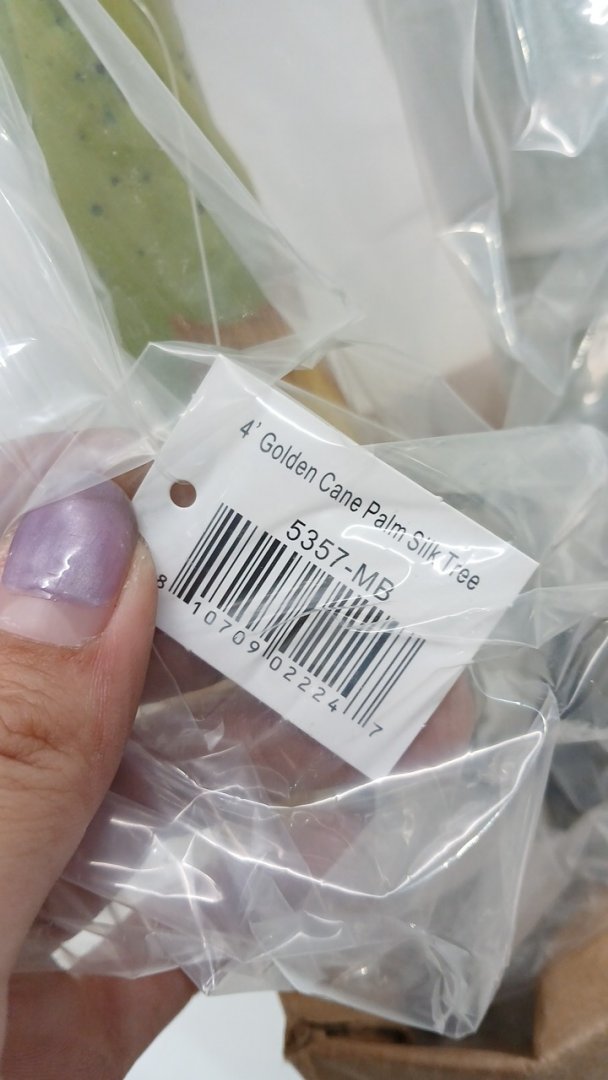 4' Golden Cane Palm Silk Tree
5357-MB
8 10709 02224 7